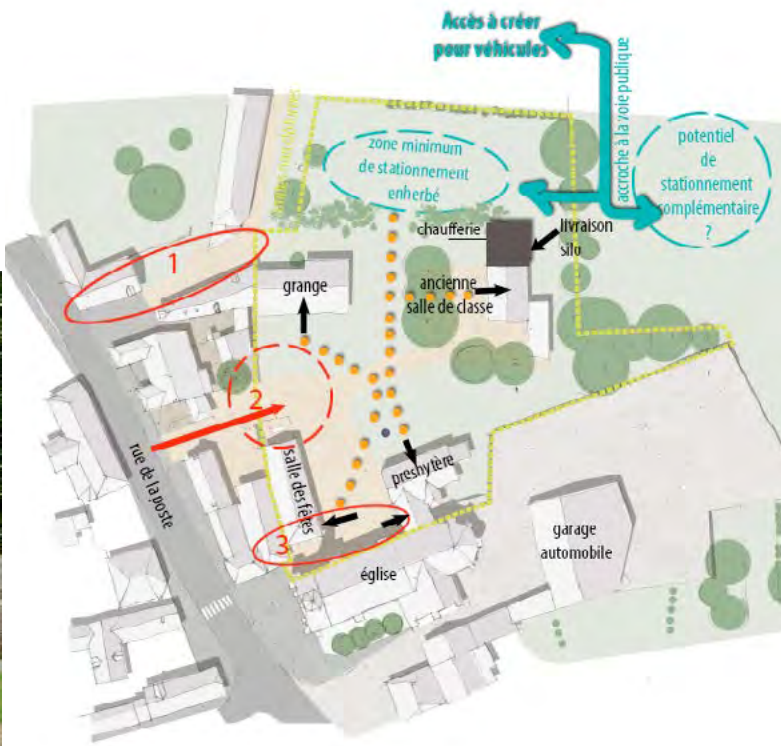 Accès à créer
pour véhicules
accroche à la voie publique
potentiel
de
stationnement
complémentaire
?
zone minimum
de stationnement
enherbé
chaufferie
livraison
silo
1
grange
ancienne
salle de classe
2
rue de la poste
salle des fêtes
presbytère
3
église
garage
automobile